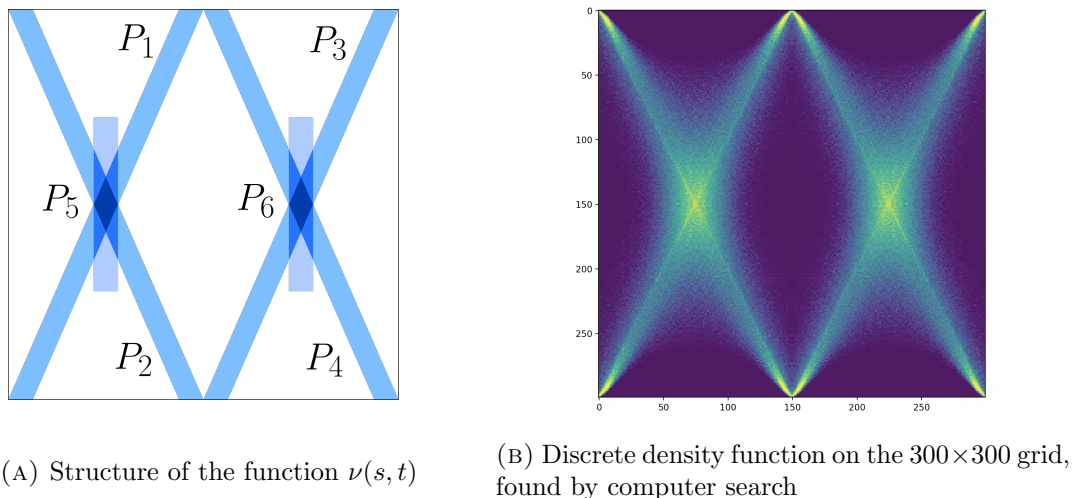 P1
P3
P5
P6
P2
P4
(A) Structure of the function ν(s, t)
0
50
100
150
200
250
0
50
100
150
200
250
(B) Discrete density function on the 300×300 grid,
found by computer search